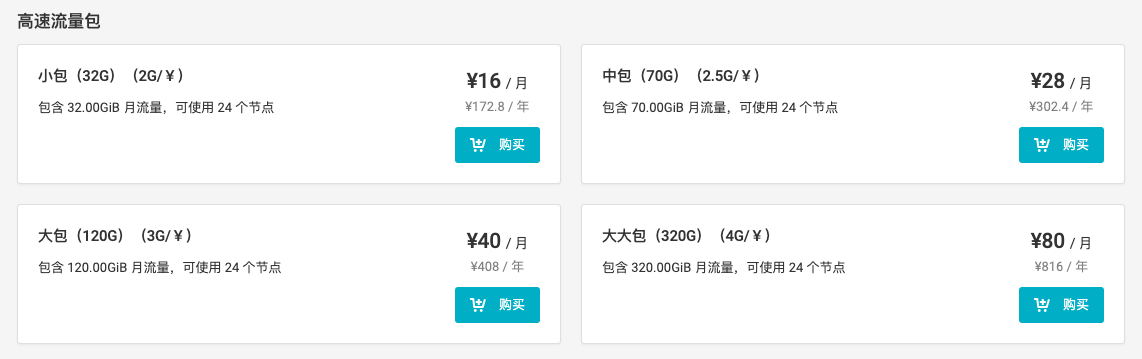 高速流量包
小包（32G）（2G/￥）
¥16 / 月
包含 32.00GiB 月流量，可使用 24 个节点
¥172.8 / 年
购买
中包（70G）（2.5G/￥）
¥28 / 月
包含 70.00GiB 月流量，可使用 24 个节点
¥302.4 / 年
购买
大包（120G）（3G/￥）
¥40 / 月
包含 120.00GiB 月流量，可使用 24 个节点
¥408 / 年
购买
大大包（320G）（4G/￥）
¥80 / 月
包含 320.00GiB 月流量，可使用 24 个节点
¥816 / 年
购买